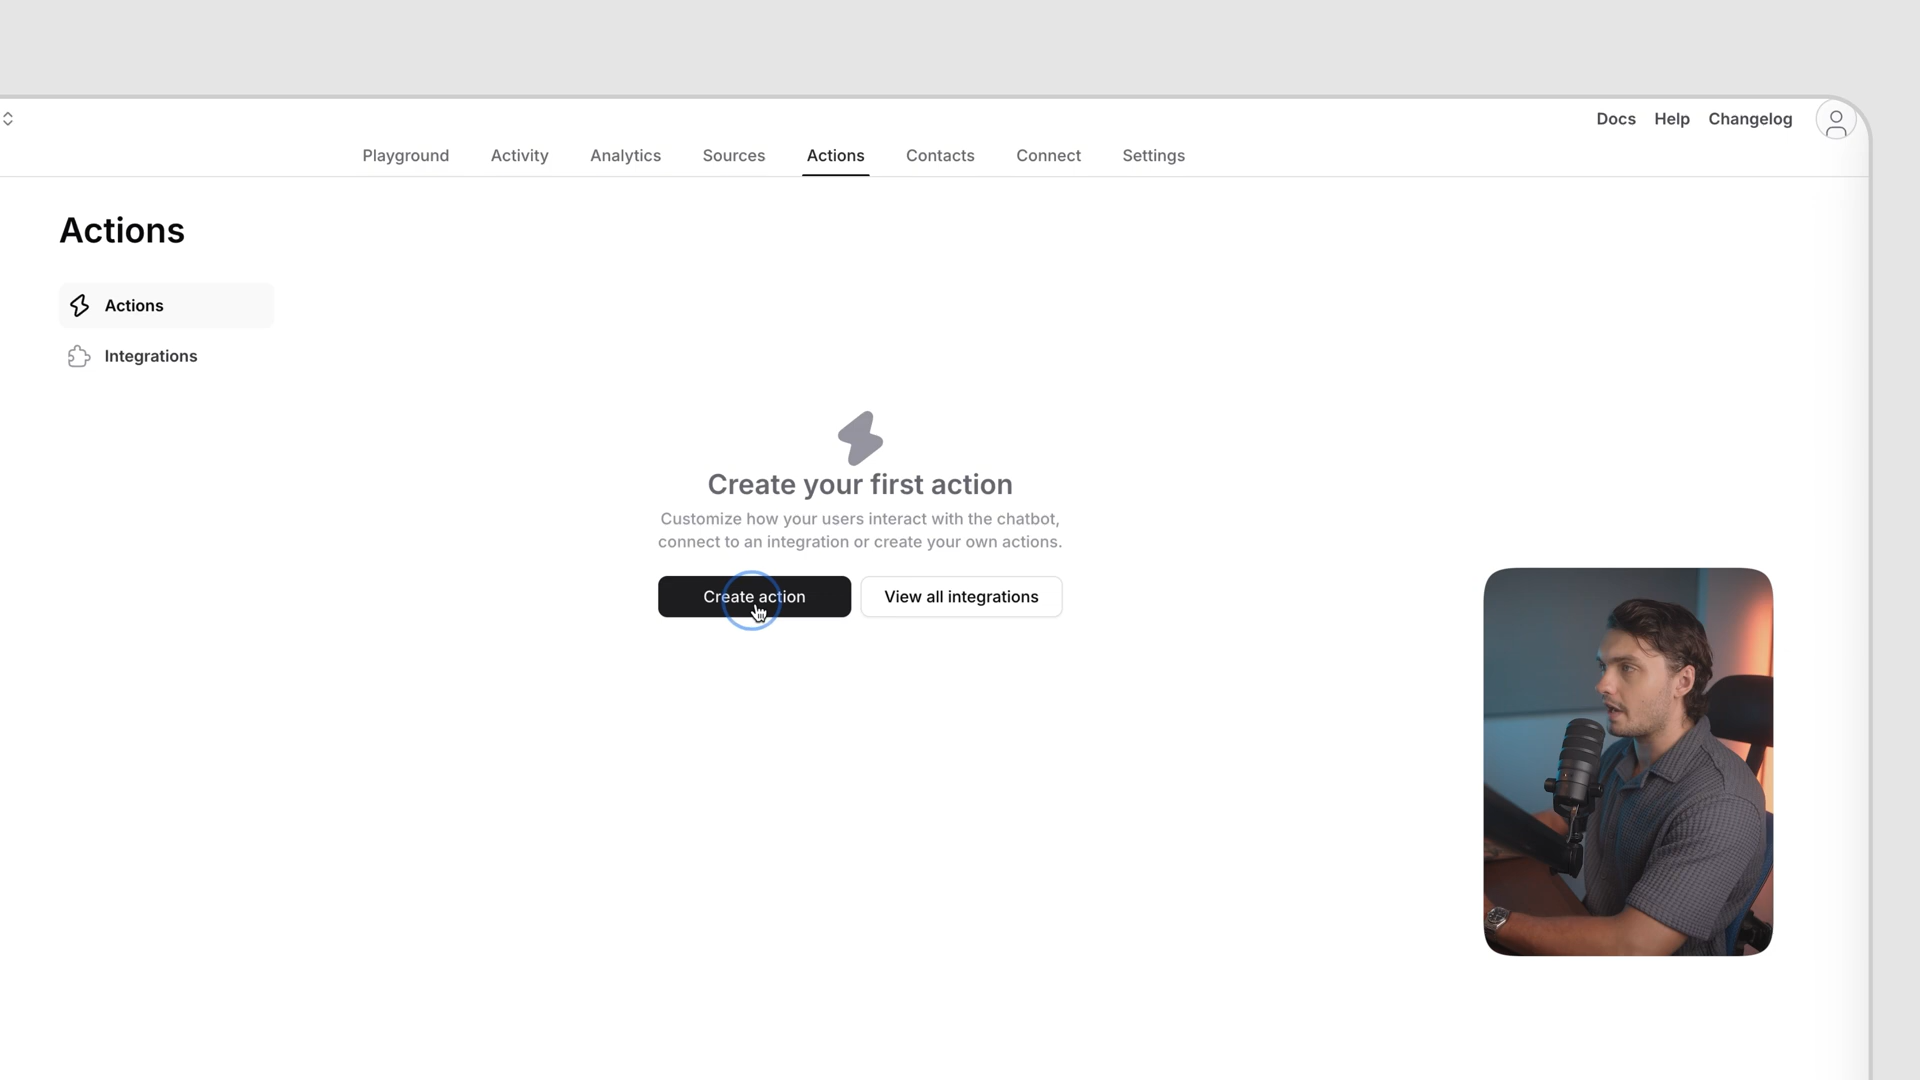 Docs Help Changelog
Playground Activity Analytics Sources Actions Contacts Connect Settings
Actions
Actions
Integrations
Create your first action
Customize how your users interact with the chatbot,
connect to an integration or create your own actions.
Create action View all integrations